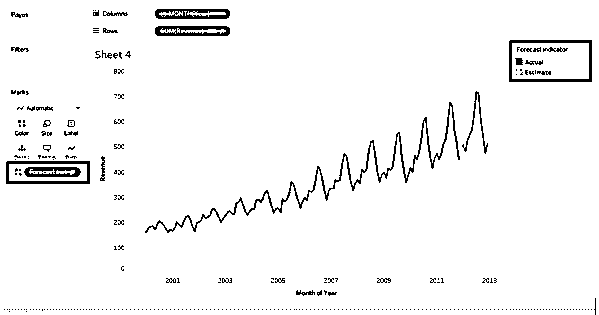 Pages
Columns
Rows
Filters
Sheet 4
Forecast indicator
Actual
Estimate
Marks
Automatic
Color Size Label
Forecast
Revenue
800
700
600
500
400
300
200
100
0
2001 2003 2005 2007 2009 2011 2013
Month of Year